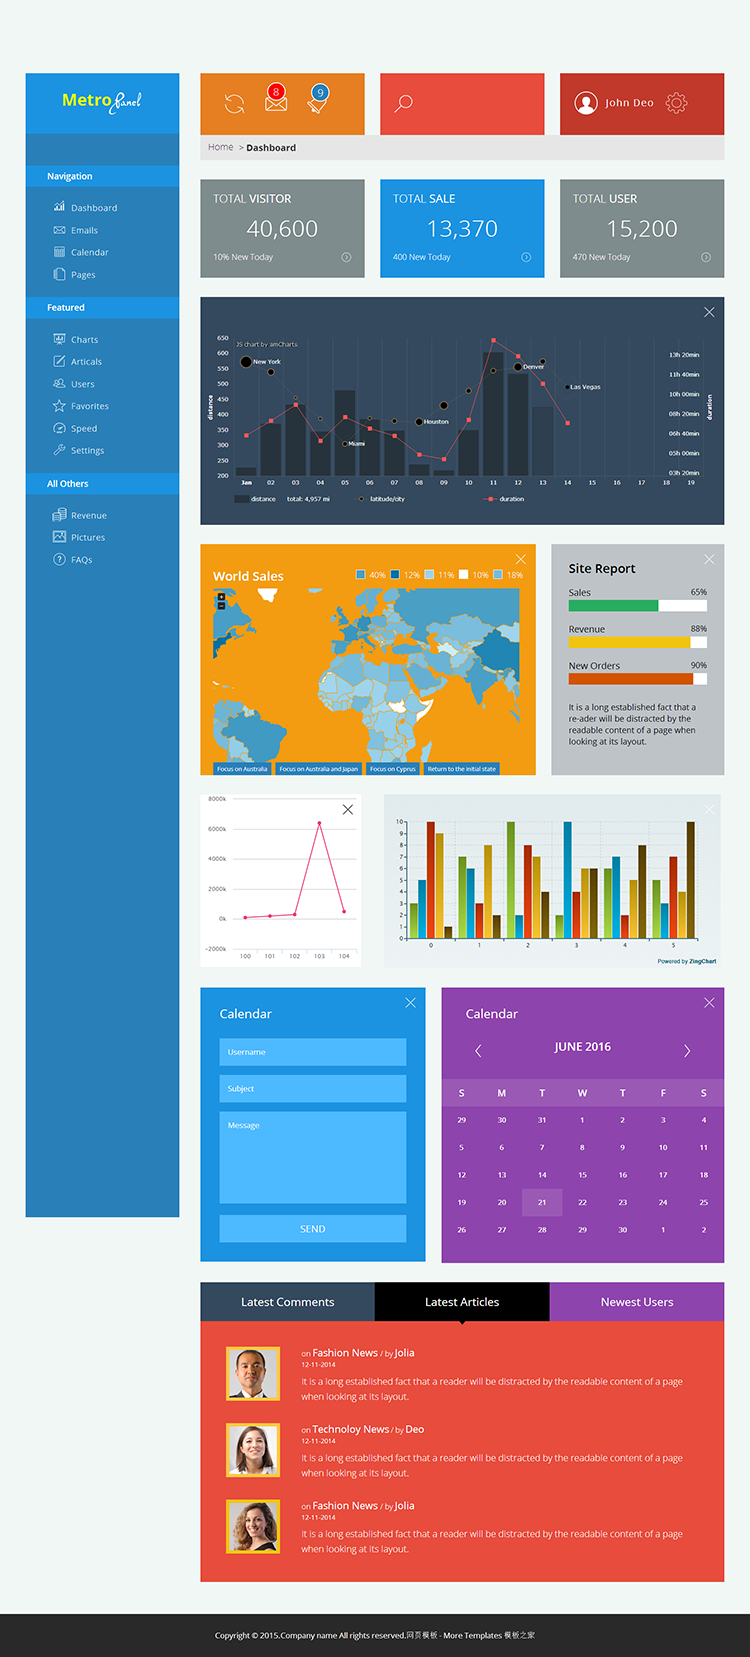 Metro Panel
8
9
John Deo
Home > Dashboard
Navigation
Dashboard
Emails
Calendar
Pages
Featured
Charts
Articals
Users
Favorites
Speed
Settings
All Others
Revenue
Pictures
FAQs
TOTAL VISITOR
40,600
10% New Today
TOTAL SALE
13,370
400 New Today
TOTAL USER
15,200
470 New Today
JS chart by amCharts
650
600
550
500
450
400
350
300
250
200
distance
New York
Miami
Houston
Denver
Las Vegas
13h 20min
11h 40min
10h 00min
08h 20min
06h 40min
05h 00min
03h 20min
duration
Jan 02 03 04 05 06 07 08 09 10 11 12 13 14 15 16 17 18 19
distance total: 4,957 mi latitude/city duration
World Sales
40% 12% 11% 10% 18%
+
−
Focus on Australia
Focus on Australia and Japan
Focus on Cyprus
Return to the initial state
Site Report
Sales 65%
Revenue 88%
New Orders 90%
It is a long established fact that a
re-ader will be distracted by the
readable content of a page when
looking at its layout.
8000k
6000k
4000k
2000k
0k
-2000k
100 101 102 103 104
10
9
8
7
6
5
4
3
2
1
0
0 1 2 3 4 5
Powered by ZingChart
Calendar
Username
Subject
Message
SEND
Calendar
JUNE 2016
S M T W T F S
29 30 31 1 2 3 4
5 6 7 8 9 10 11
12 13 14 15 16 17 18
19 20 21 22 23 24 25
26 27 28 29 30 1 2
Latest Comments
Latest Articles
Newest Users
on Fashion News / by Jolia
12-11-2014
It is a long established fact that a reader will be distracted by the readable content of a page
when looking at its layout.
on Technoloy News / by Deo
12-11-2014
It is a long established fact that a reader will be distracted by the readable content of a page
when looking at its layout.
on Fashion News / by Jolia
12-11-2014
It is a long established fact that a reader will be distracted by the readable content of a page
when looking at its layout.
Copyright © 2015.Company name All rights reserved.网页模板 - More Templates 模板之家